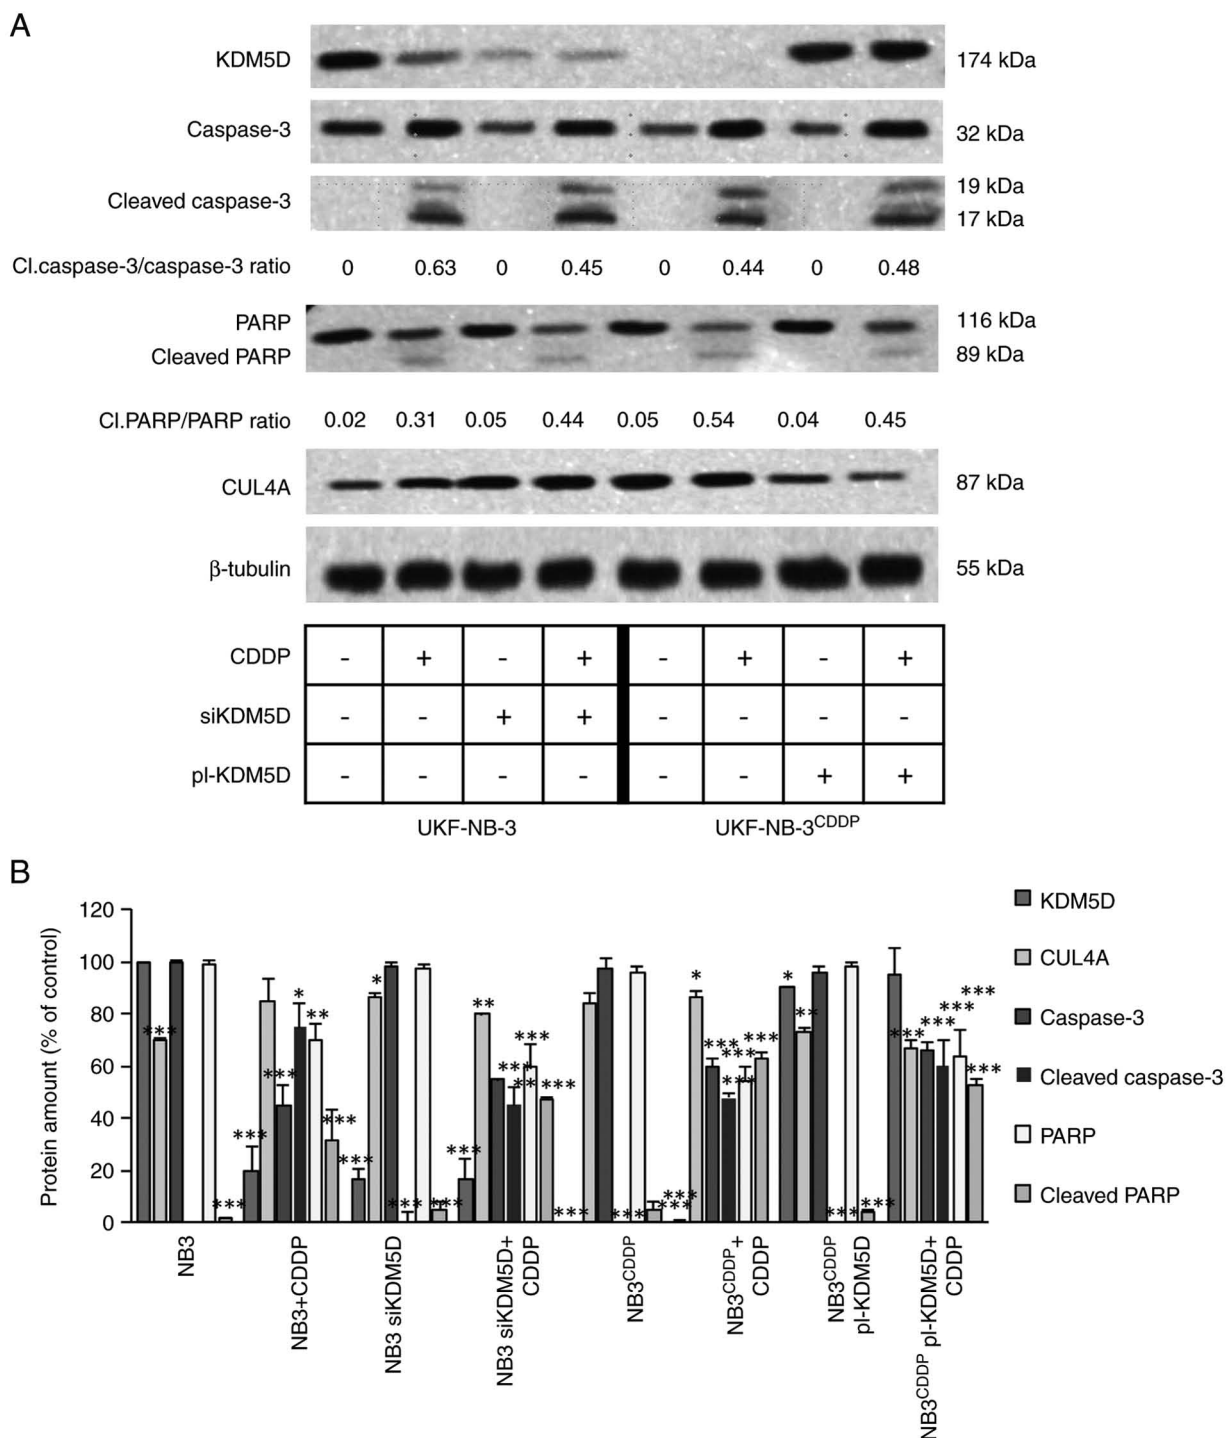 A
KDM5D 174 kDa
Caspase-3 32 kDa
Cleaved caspase-3 19 kDa
17 kDa
Cl.caspase-3/caspase-3 ratio 0 0.63 0 0.45 0 0.44 0 0.48
PARP 116 kDa
Cleaved PARP 89 kDa
Cl.PARP/PARP ratio 0.02 0.31 0.05 0.44 0.05 0.54 0.04 0.45
CUL4A 87 kDa
β-tubulin 55 kDa
CDDP - + - + - + - +
siKDM5D - - + + - - - -
pl-KDM5D - - - - - - + +
UKF-NB-3 UKF-NB-3CDDP
B
Protein amount (% of control)
120
100
80
60
40
20
0
*** *** *** * ** *** *** * *** *** *** ** *** ** *** *** *** *** *** * *** *** *** *** * ** *** *** *** *** *** *** ***
NB3
NB3+CDDP
NB3 siKDM5D
NB3 siKDM5D+
CDDP
NB3CDDP
NB3CDDP+
CDDP
NB3CDDP
pl-KDM5D
NB3CDDP pl-KDM5D+
CDDP
KDM5D
CUL4A
Caspase-3
Cleaved caspase-3
PARP
Cleaved PARP